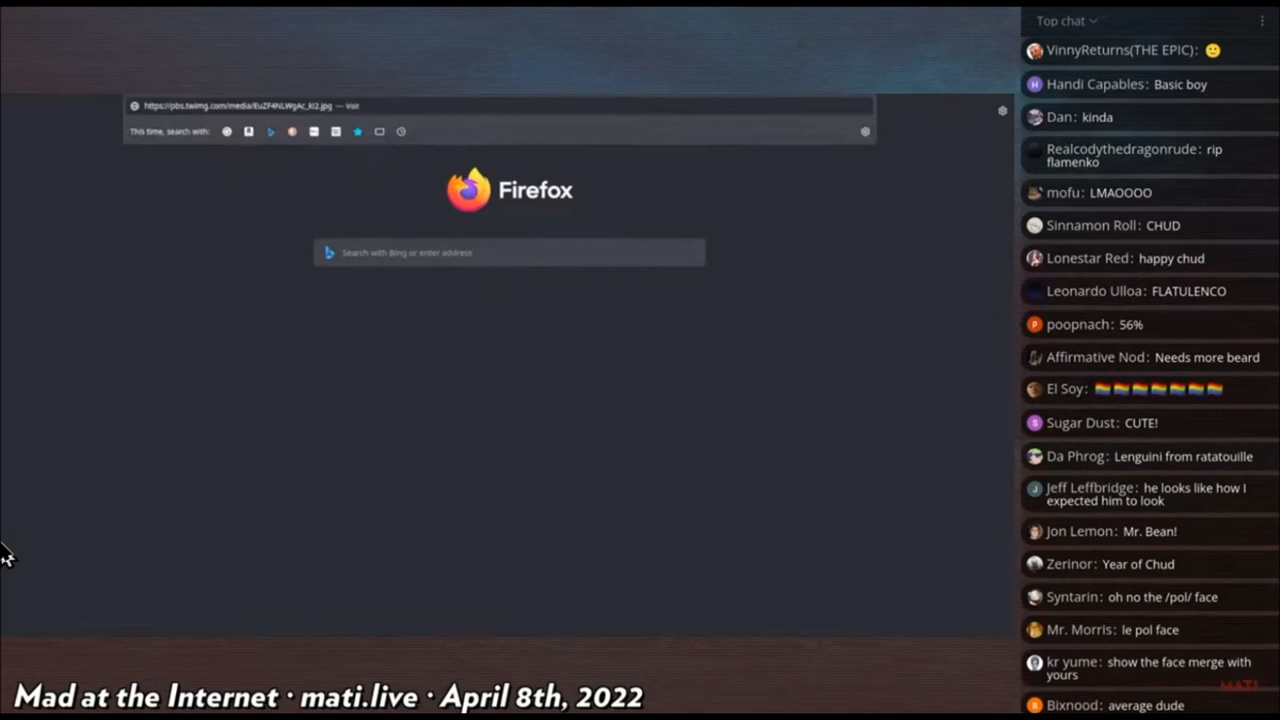 https://pbs.twimg.com/media/EuZF4NLWgAc_kl2.jpg — Visit
This time, search with:
Firefox
Search with Bing or enter address
Mad at the Internet · mati.live · April 8th, 2022
Top chat
VinnyReturns(THE EPIC): 🙂
Handi Capables: Basic boy
Dan: kinda
Realcodythedragonrude: rip
flamenko
mofu: LMAOOOO
Sinnamon Roll: CHUD
Lonestar Red: happy chud
Leonardo Ulloa: FLATULENCO
P poopnach: 56%
Affirmative Nod: Needs more beard
El Soy: 🏳️‍🌈🏳️‍🌈🏳️‍🌈🏳️‍🌈🏳️‍🌈🏳️‍🌈🏳️‍🌈
S Sugar Dust: CUTE!
Da Phrog: Lenguini from ratatouille
J Jeff Leffbridge: he looks like how I
expected him to look
Jon Lemon: Mr. Bean!
Zerinor: Year of Chud
Syntarin: oh no the /pol/ face
Mr. Morris: le pol face
kr yume: show the face merge with
yours
MATI
B Bixnood: average dude